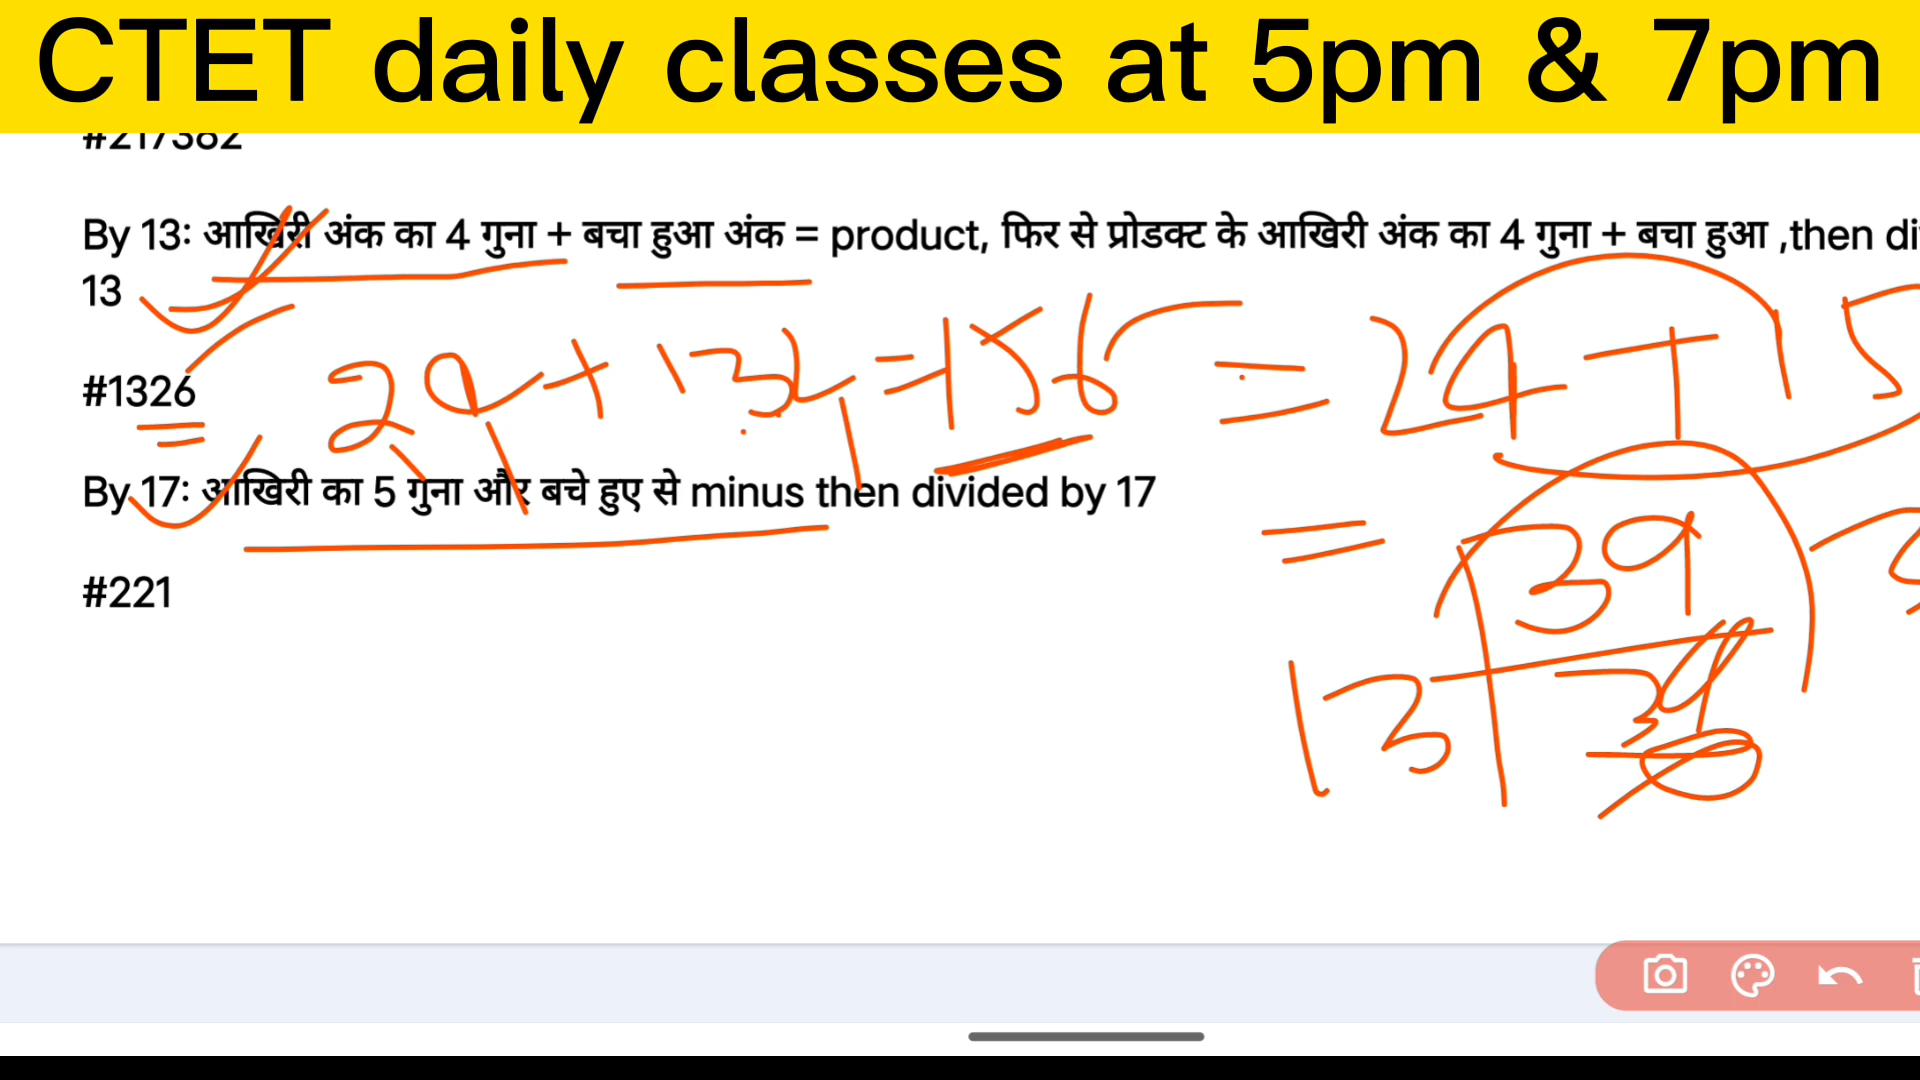 CTET daily classes at 5pm & 7pm
#217382
By 13: आखिरी अंक का 4 गुना + बचा हुआ अंक = product, फिर से प्रोडक्ट के आखिरी अंक का 4 गुना + बचा हुआ ,then di
13
#1326
24 + 132 = 156 = 24 + 15
By 17: आखिरी का 5 गुना और बचे हुए से minus then divided by 17
= 39
13 39
#221